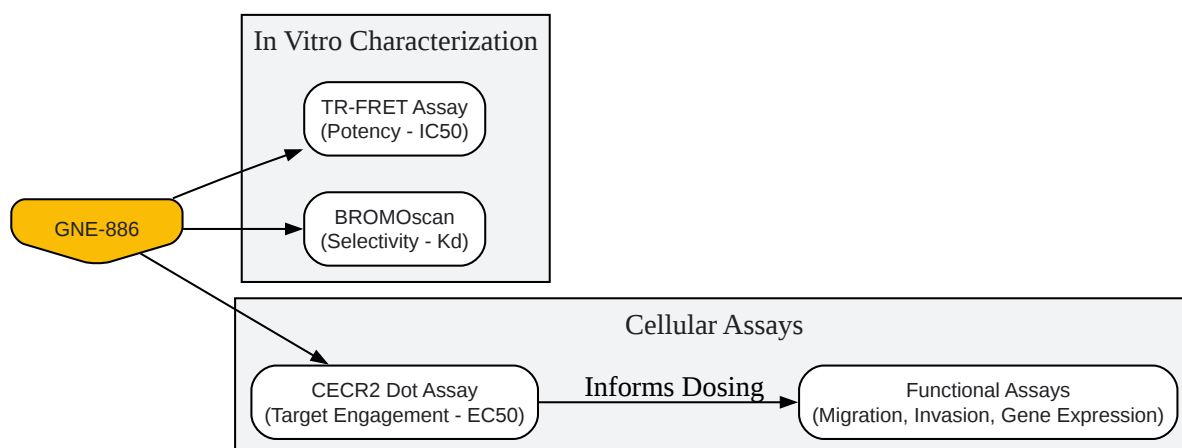 In Vitro Characterization
TR-FRET Assay
(Potency - IC50)
GNE-886
BROMOscan
(Selectivity - Kd)
Cellular Assays
CECR2 Dot Assay
(Target Engagement - EC50)
Informs Dosing
Functional Assays
(Migration, Invasion, Gene Expression)